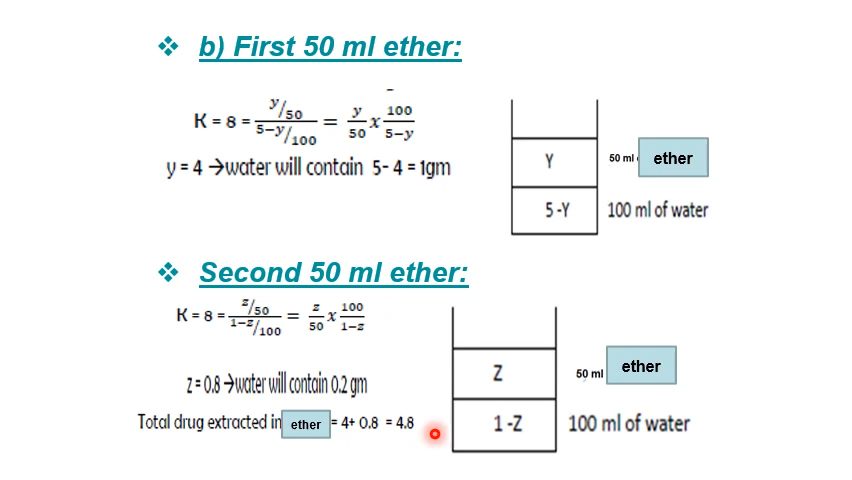 ❖ b) First 50 ml ether:
K = 8 = (y/50)/(5−y/100) = y/50 x 100/5−y
y = 4 →water will contain 5- 4 = 1gm
Y
50 ml
ether
5 -Y
100 ml of water
❖ Second 50 ml ether:
K = 8 = (z/50)/(1−z/100) = z/50 x 100/1−z
z = 0.8 →water will contain 0.2 gm
Z
50 ml
ether
Total drug extracted in ether = 4+ 0.8 = 4.8
1 -Z
100 ml of water